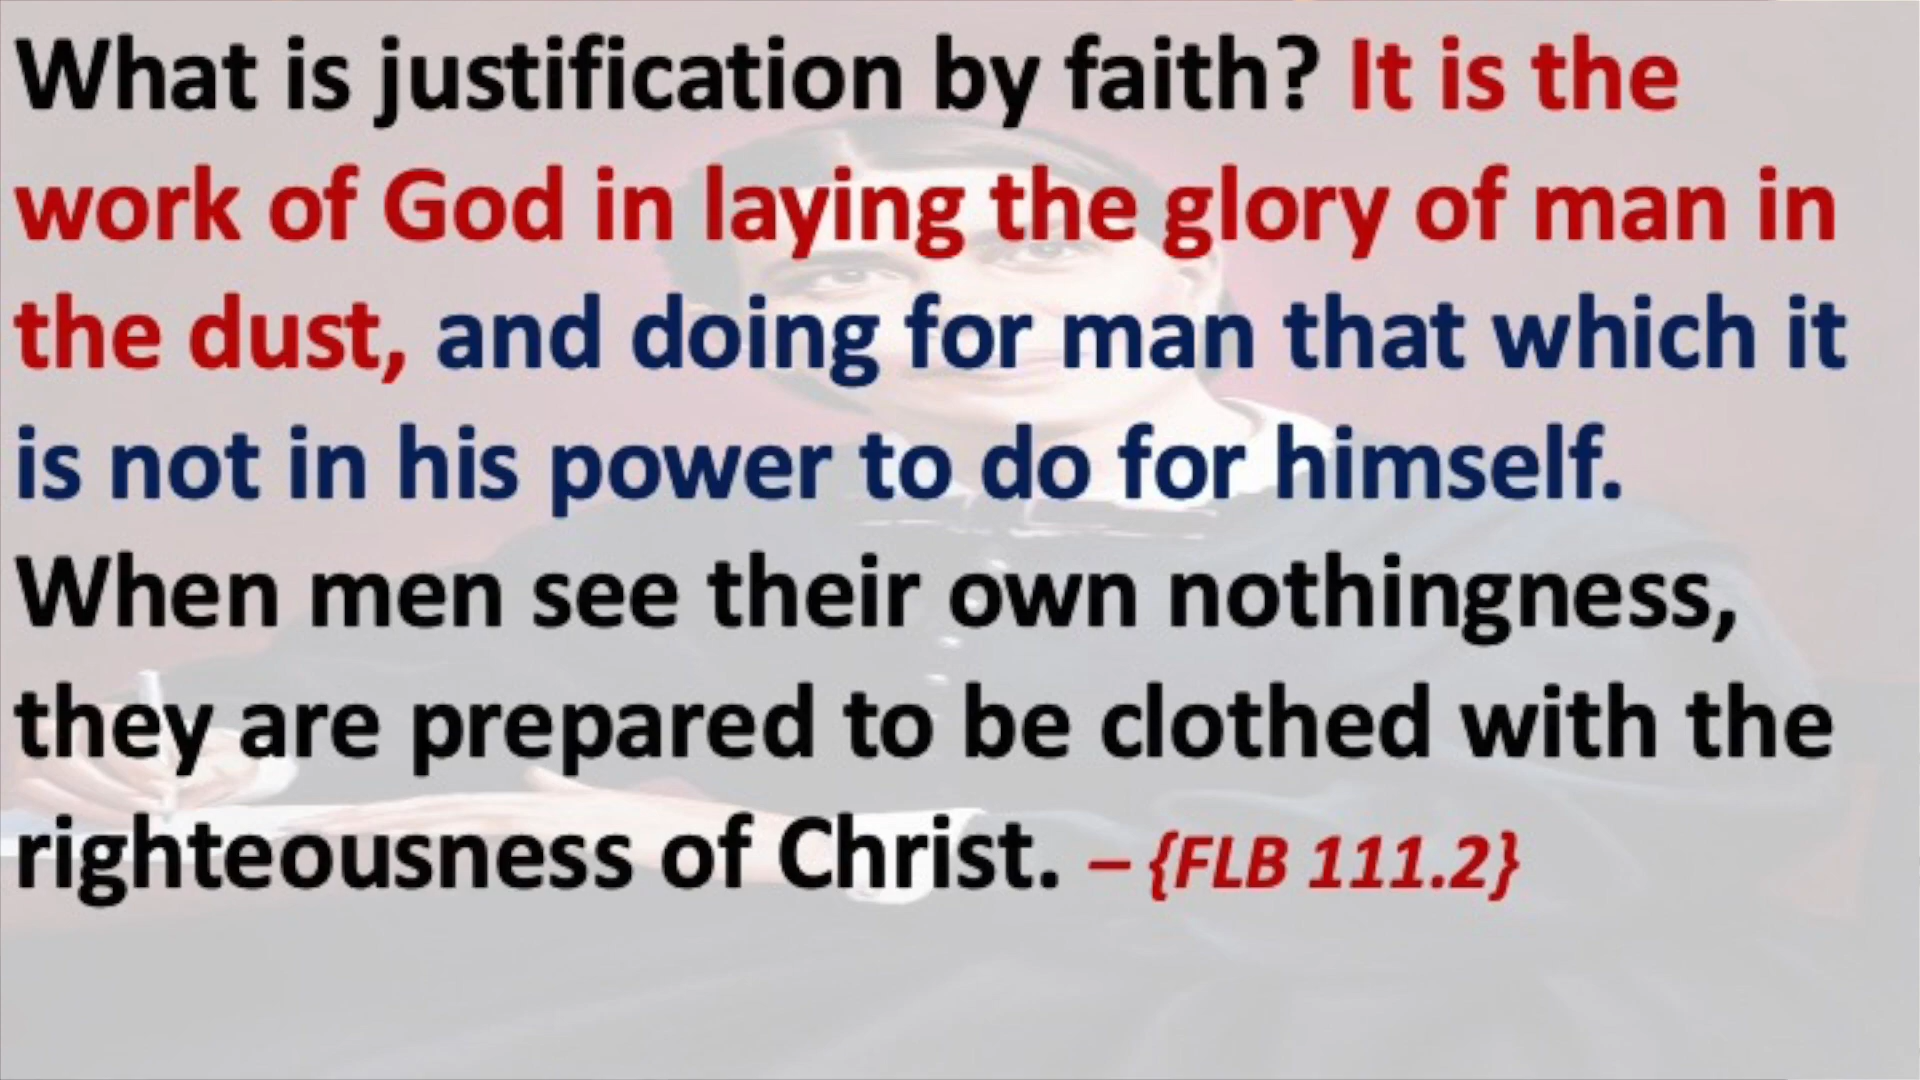 What is justification by faith? It is the
work of God in laying the glory of man in
the dust, and doing for man that which it
is not in his power to do for himself.
When men see their own nothingness,
they are prepared to be clothed with the
righteousness of Christ. – {FLB 111.2}